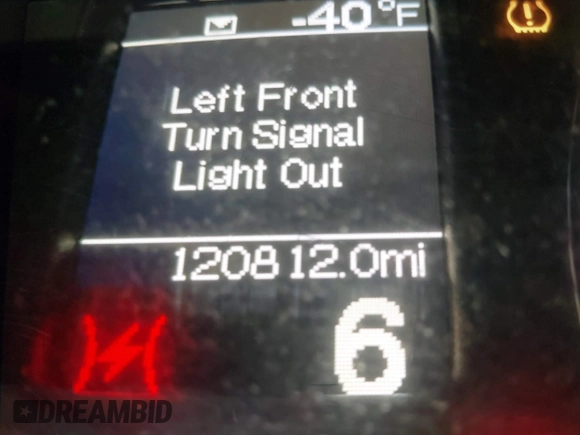 -40°F
Left Front
Turn Signal
Light Out
120812.0mi
6
DREAMBID